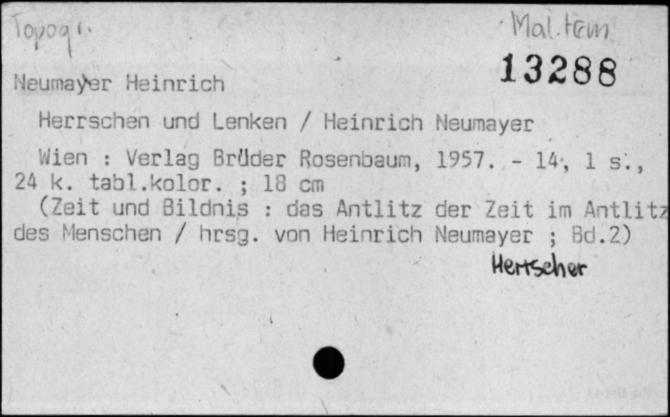 Topogr.
Mal. tem
13288
Neumayer Heinrich
Herrschen und Lenken / Heinrich Neumayer
Wien : Verlag Brüder Rosenbaum, 1957. - 14, 1 s.,
24 k. tabl.kolor. ; 18 cm
(Zeit und Bildnis : das Antlitz der Zeit im Antlitz
des Menschen / hrsg. von Heinrich Neumayer ; Bd.2)
Herrscher